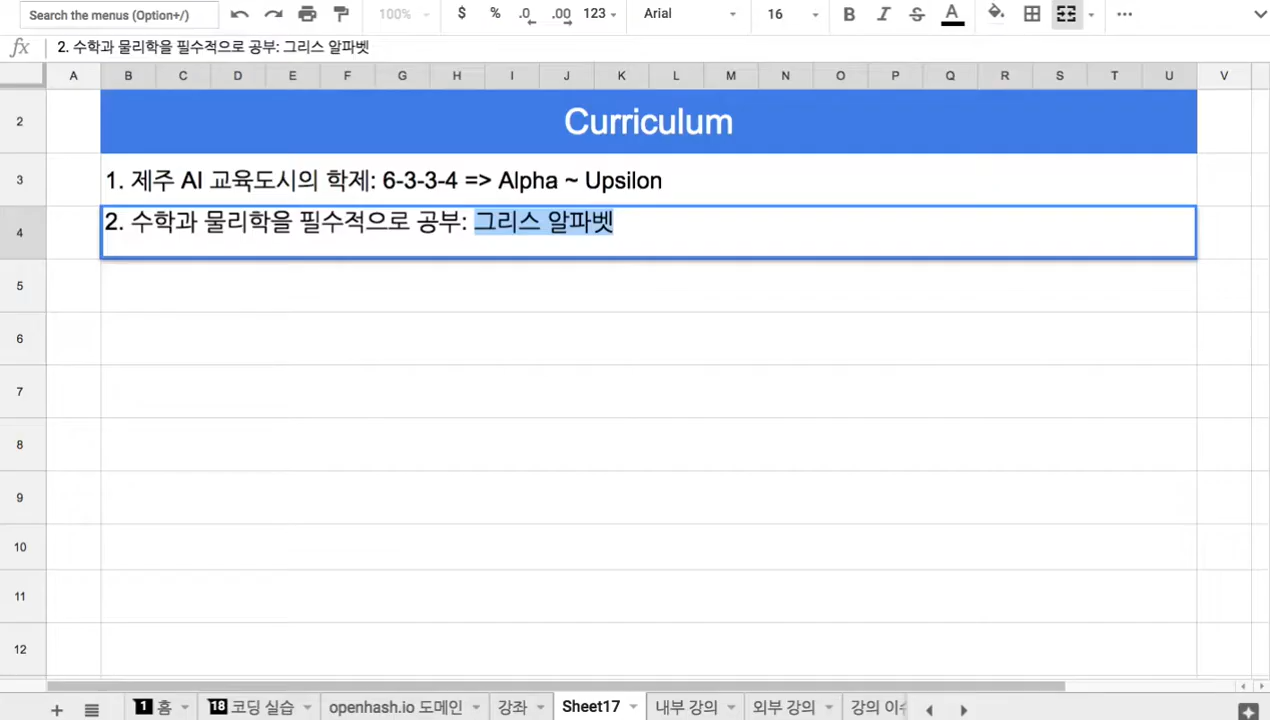 Search the menus (Option+/) 100% $ % .0 .00 123 Arial 16 B I S A
fx 2. 수학과 물리학을 필수적으로 공부: 그리스 알파벳
A B C D E F G H I J K L M N O P Q R S T U V
2 Curriculum
3 1. 제주 AI 교육도시의 학제: 6-3-3-4 => Alpha ~ Upsilon
4 2. 수학과 물리학을 필수적으로 공부: 그리스 알파벳
5
6
7
8
9
10
11
12
1 홈 18 코딩 실습 openhash.io 도메인 강좌 Sheet17 내부 강의 외부 강의 강의 이수